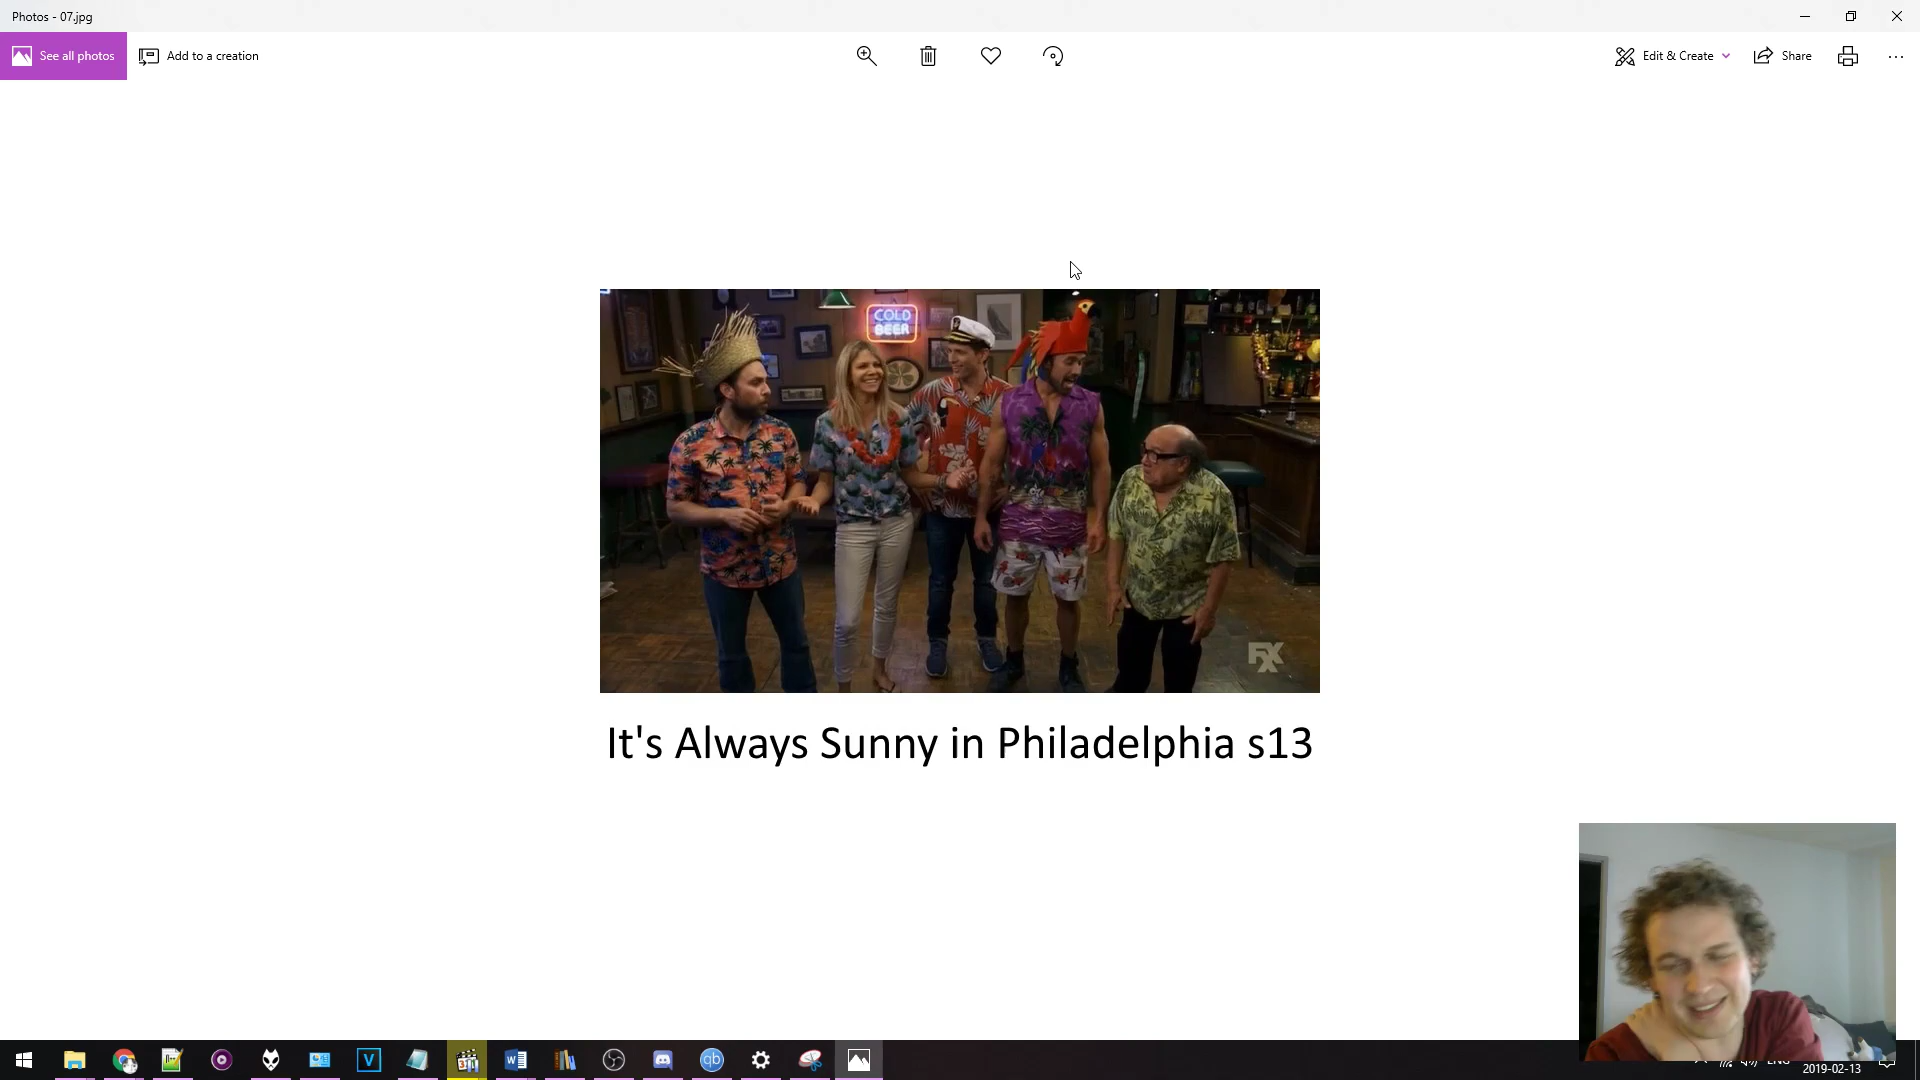 Photos - 07.jpg
See all photos
Add to a creation
Edit & Create
Share
COLD
BEER
FX
It's Always Sunny in Philadelphia s13
ENG
2019-02-13